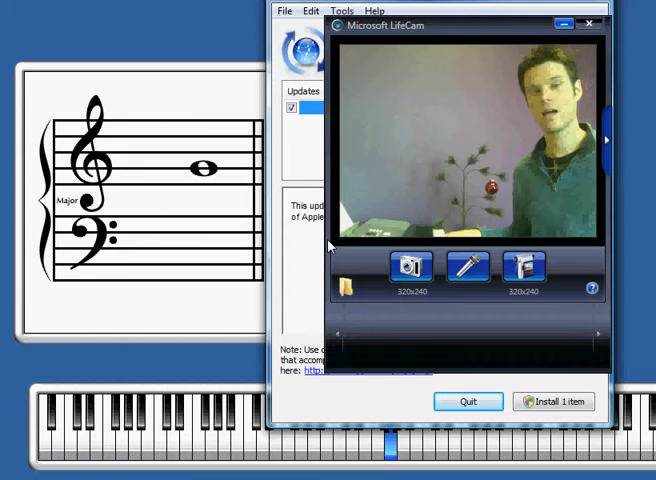 File Edit Tools Help
Microsoft LifeCam
Updates
Major
This upd
of Apple
320x240
320x240
Note: Use o
that accomp
here: http:
Quit
Install 1 item